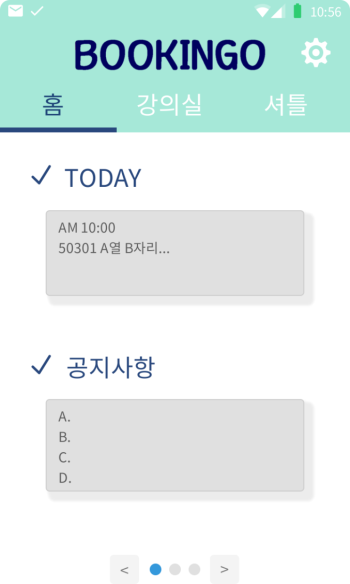 10:56
BOOKINGO
홈 강의실 셔틀
TODAY
AM 10:00
50301 A열 B자리...
공지사항
A.
B.
C.
D.
< >